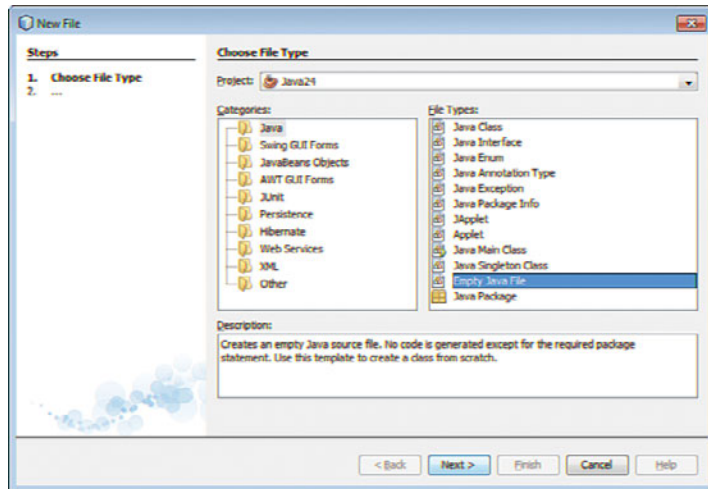 New File
Steps
1. Choose File Type
2. ...
Choose File Type
Project: Java24
Categories:
Java
Swing GUI Forms
JavaBeans Objects
AWT GUI Forms
JUnit
Persistence
Hibernate
Web Services
XML
Other
File Types:
Java Class
Java Interface
Java Enum
Java Annotation Type
Java Exception
Java Package Info
JApplet
Applet
Java Main Class
Java Singleton Class
Empty Java File
Java Package
Description:
Creates an empty Java source file. No code is generated except for the required package
statement. Use this template to create a class from scratch.
< Back Next > Finish Cancel Help